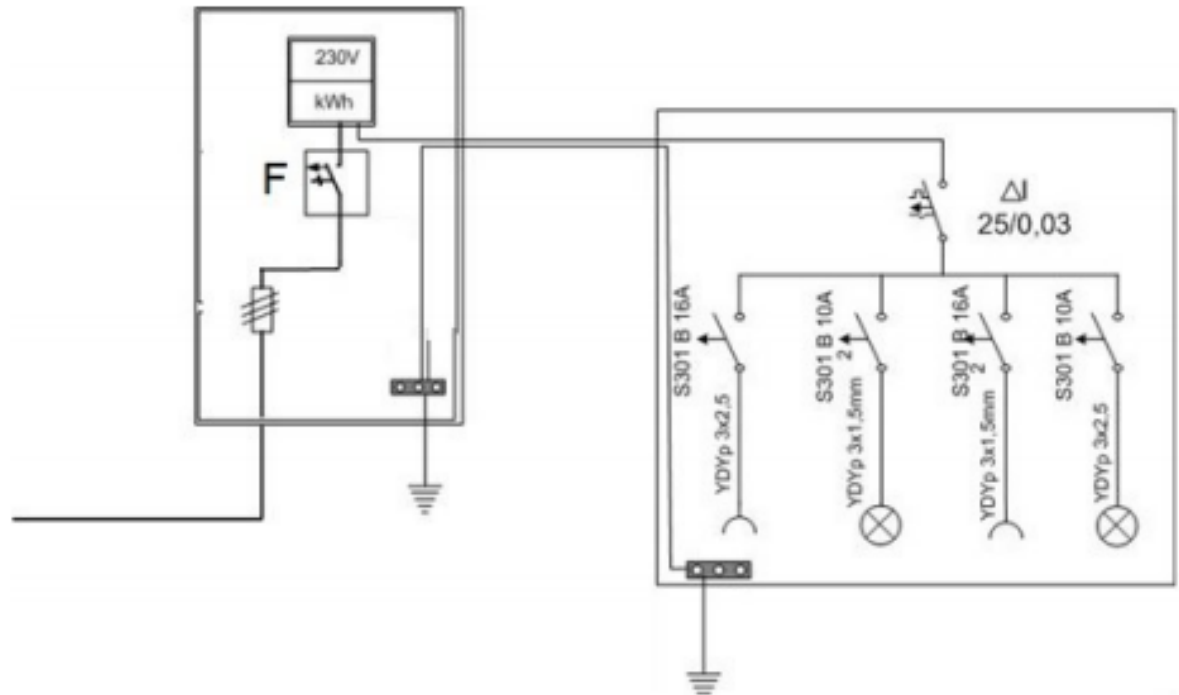 230V
kWh
F
ΔI
25/0,03
S301 B 16A
YDYp 3x2,5
S301 B 10A
2
YDYp 3x1,5mm
S301 B 16A
2
YDYp 3x1,5mm
S301 B 10A
YDYp 3x2,5